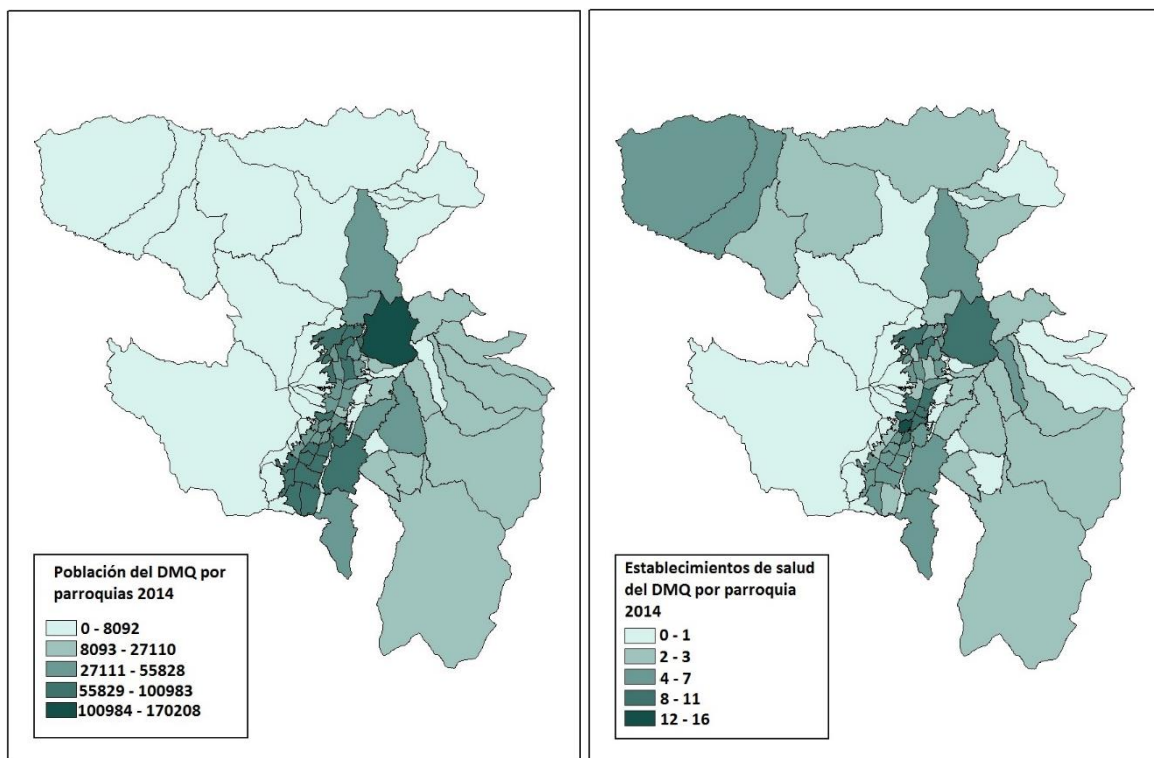 Población del DMQ por
parroquias 2014
0 - 8092
8093 - 27110
27111 - 55828
55829 - 100983
100984 - 170208
Establecimientos de salud
del DMQ por parroquia
2014
0 - 1
2 - 3
4 - 7
8 - 11
12 - 16